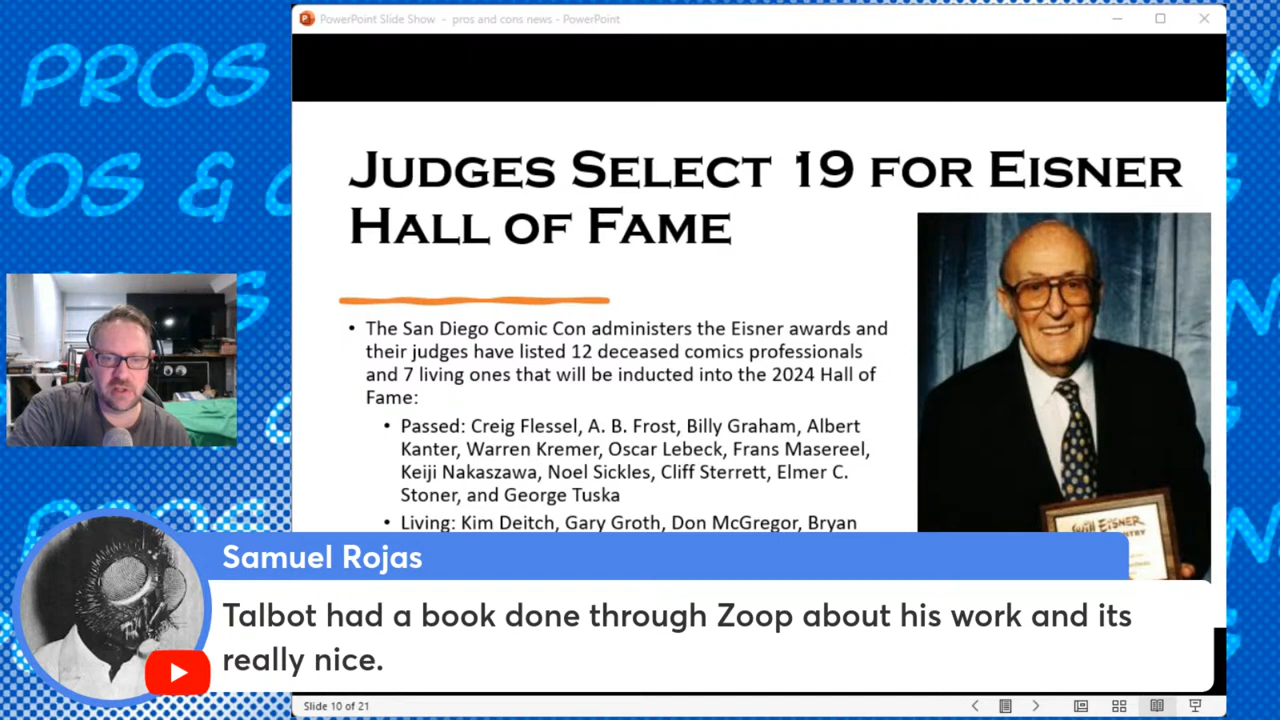 PowerPoint Slide Show - pros and cons news - PowerPoint
PROS
POS &
JUDGES SELECT 19 FOR EISNER
HALL OF FAME
• The San Diego Comic Con administers the Eisner awards and
their judges have listed 12 deceased comics professionals
and 7 living ones that will be inducted into the 2024 Hall of
Fame:
• Passed: Creig Flessel, A. B. Frost, Billy Graham, Albert
Kanter, Warren Kremer, Oscar Lebeck, Frans Masereel,
Keiji Nakaszawa, Noel Sickles, Cliff Sterrett, Elmer C.
Stoner, and George Tuska
• Living: Kim Deitch, Gary Groth, Don McGregor, Bryan
Will EISNER
Samuel Rojas
Talbot had a book done through Zoop about his work and its
really nice.
Slide 10 of 21